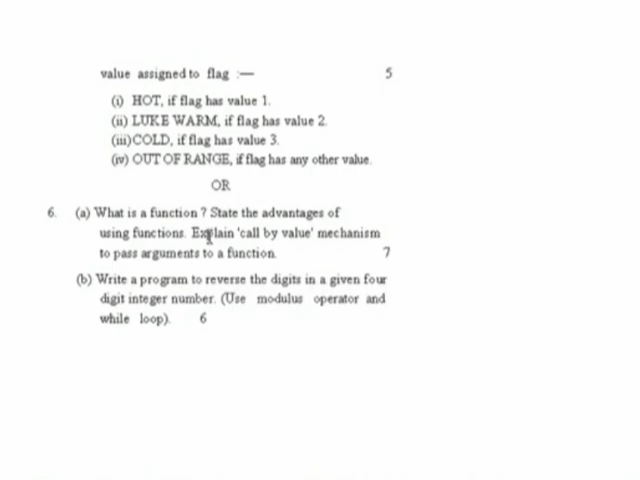 value assigned to flag :— 5
(i) HOT, if flag has value 1.
(ii) LUKE WARM, if flag has value 2.
(iii)COLD, if flag has value 3.
(iv) OUT OF RANGE, if flag has any other value.
OR
6. (a) What is a function ? State the advantages of
using functions. Explain 'call by value' mechanism
to pass arguments to a function. 7
(b) Write a program to reverse the digits in a given four
digit integer number. (Use modulus operator and
while loop). 6